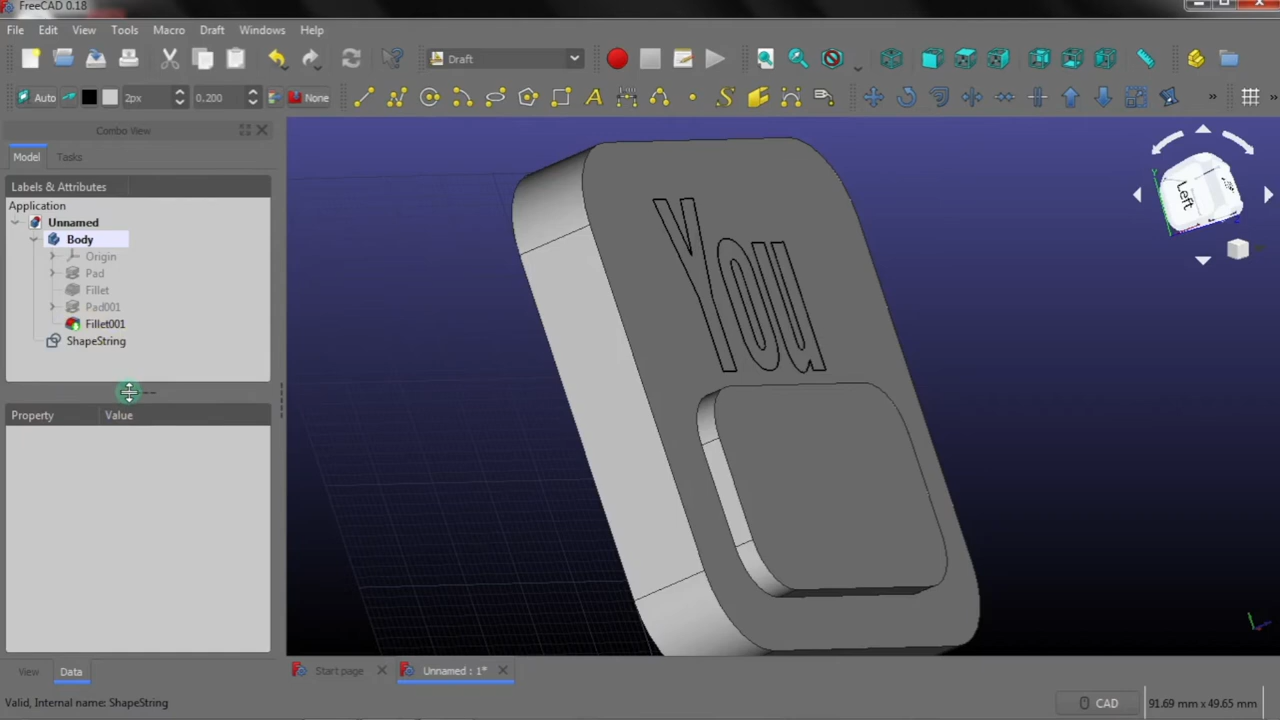 FreeCAD 0.18
File Edit View Tools Macro Draft Windows Help
Draft
Auto 2px 0.200 None
Combo View
Model Tasks
Labels & Attributes
Application
Unnamed
Body
Origin
Pad
Fillet
Pad001
Fillet001
ShapeString
Property Value
View Data
You
Left
Y
Start page Unnamed : 1*
Valid, Internal name: ShapeString
CAD 91.69 mm x 49.65 mm